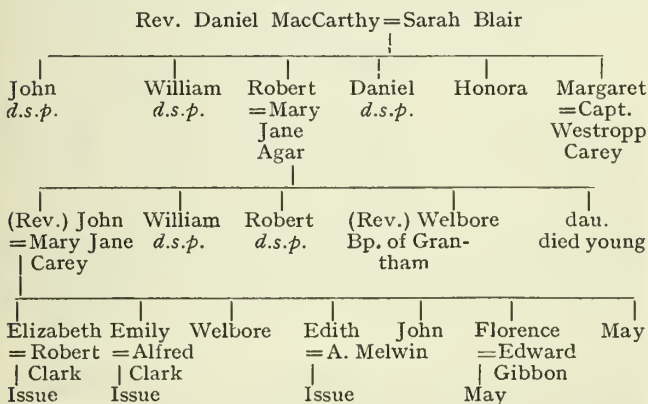 Rev. Daniel MacCarthy=Sarah Blair
John William Robert Daniel Honora Margaret
d.s.p. d.s.p. =Mary d.s.p. =Capt.
Jane Westropp
Agar Carey
(Rev.) John William Robert (Rev.) Welbore dau.
=Mary Jane d.s.p. d.s.p. Bp. of Gran- died young
Carey tham
Elizabeth Emily Welbore Edith John Florence May
=Robert =Alfred =A. Melwin =Edward
Clark Clark Gibbon
Issue Issue Issue May